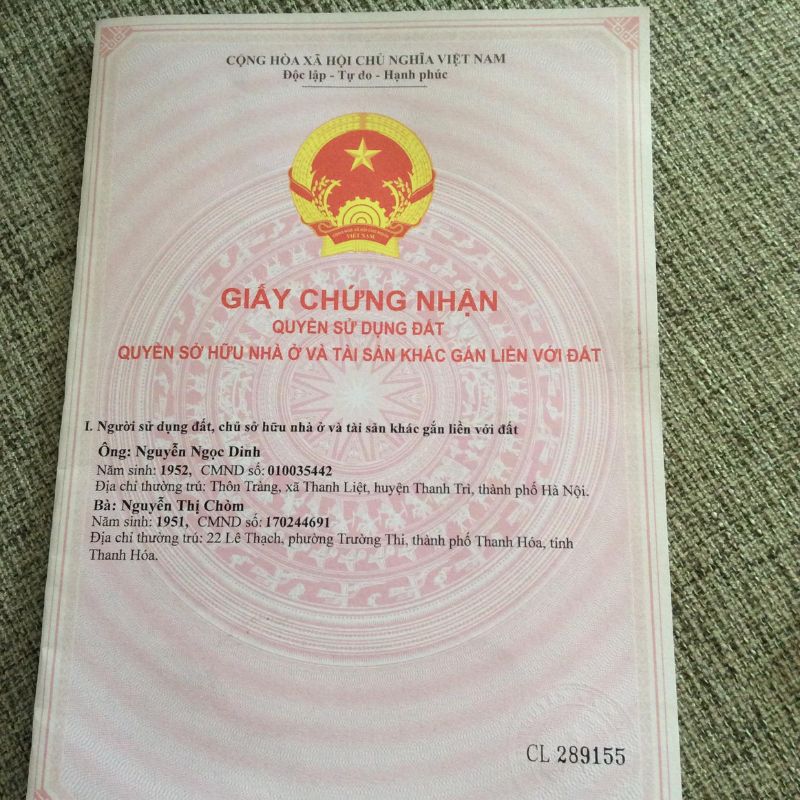 CỘNG HÒA XÃ HỘI CHỦ NGHĨA VIỆT NAM
Độc lập - Tự do - Hạnh phúc
VIỆT NAM
GIẤY CHỨNG NHẬN
QUYỀN SỬ DỤNG ĐẤT
QUYỀN SỞ HỮU NHÀ Ở VÀ TÀI SẢN KHÁC GẮN LIỀN VỚI ĐẤT
I. Người sử dụng đất, chủ sở hữu nhà ở và tài sản khác gắn liền với đất
Ông: Nguyễn Ngọc Dinh
Năm sinh: 1952, CMND số: 010035442
Địa chỉ thường trú: Thôn Tràng, xã Thanh Liệt, huyện Thanh Trì, thành phố Hà Nội.
Bà: Nguyễn Thị Chòm
Năm sinh: 1951, CMND số: 170244691
Địa chỉ thường trú: 22 Lê Thạch, phường Trường Thi, thành phố Thanh Hóa, tỉnh
Thanh Hóa.
CL 289155